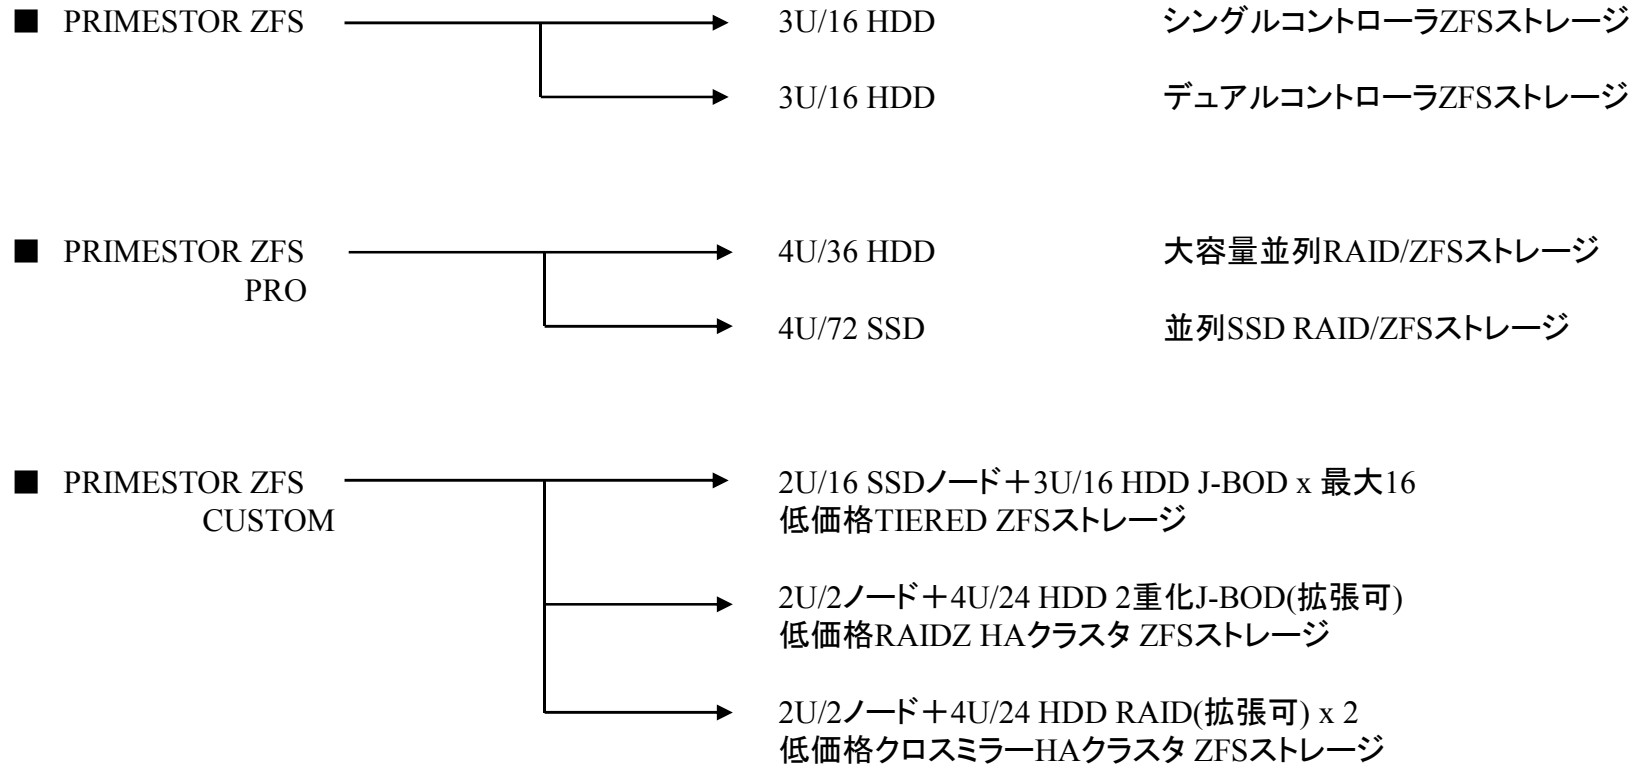 ■ PRIMESTOR ZFS 3U/16 HDD シングルコントローラZFSストレージ
3U/16 HDD デュアルコントローラZFSストレージ
■ PRIMESTOR ZFS 4U/36 HDD 大容量並列RAID/ZFSストレージ
PRO
4U/72 SSD 並列SSD RAID/ZFSストレージ
■ PRIMESTOR ZFS 2U/16 SSDノード＋3U/16 HDD J-BOD x 最大16
CUSTOM 低価格TIERED ZFSストレージ
2U/2ノード＋4U/24 HDD 2重化J-BOD(拡張可)
低価格RAIDZ HAクラスタ ZFSストレージ
2U/2ノード＋4U/24 HDD RAID(拡張可) x 2
低価格クロスミラーHAクラスタ ZFSストレージ